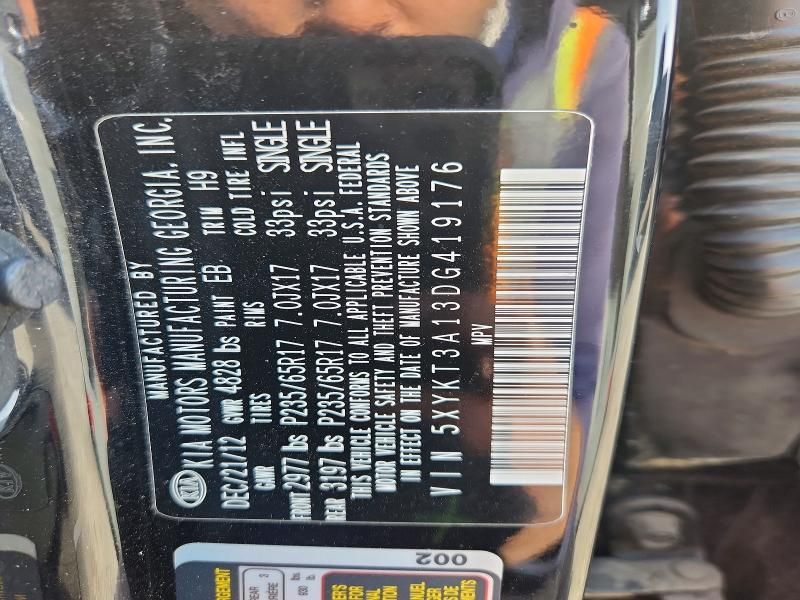 MANUFACTURED BY
KIA KIA MOTORS MANUFACTURING GEORGIA, INC.
DEC/21/12 GWR 4828 lbs PAINT EB TRIM H9
GWR TIRES RIMS COLD TIRE INFL
FRONT 2977 lbs P235/65R17 7.0JX17 33psi SINGLE
REAR 3197 lbs P235/65R17 7.0JX17 33psi SINGLE
THIS VEHICLE CONFORMS TO ALL APPLICABLE U.S.A. FEDERAL
MOTOR VEHICLE SAFETY AND THEFT PREVENTION STANDARDS
IN EFFECT ON THE DATE OF MANUFACTURE SHOWN ABOVE
VIN 5XYKT3A13DG419176
MPV
002